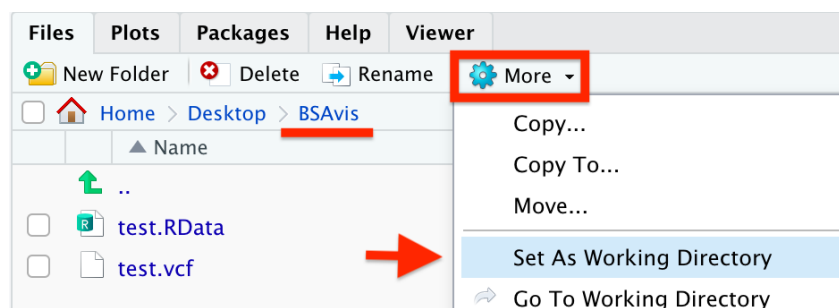 Files Plots Packages Help Viewer
New Folder Delete Rename More
Home Desktop BSAvis
Name
..
test.RData
test.vcf
Copy...
Copy To...
Move...
Set As Working Directory
Go To Working Directory